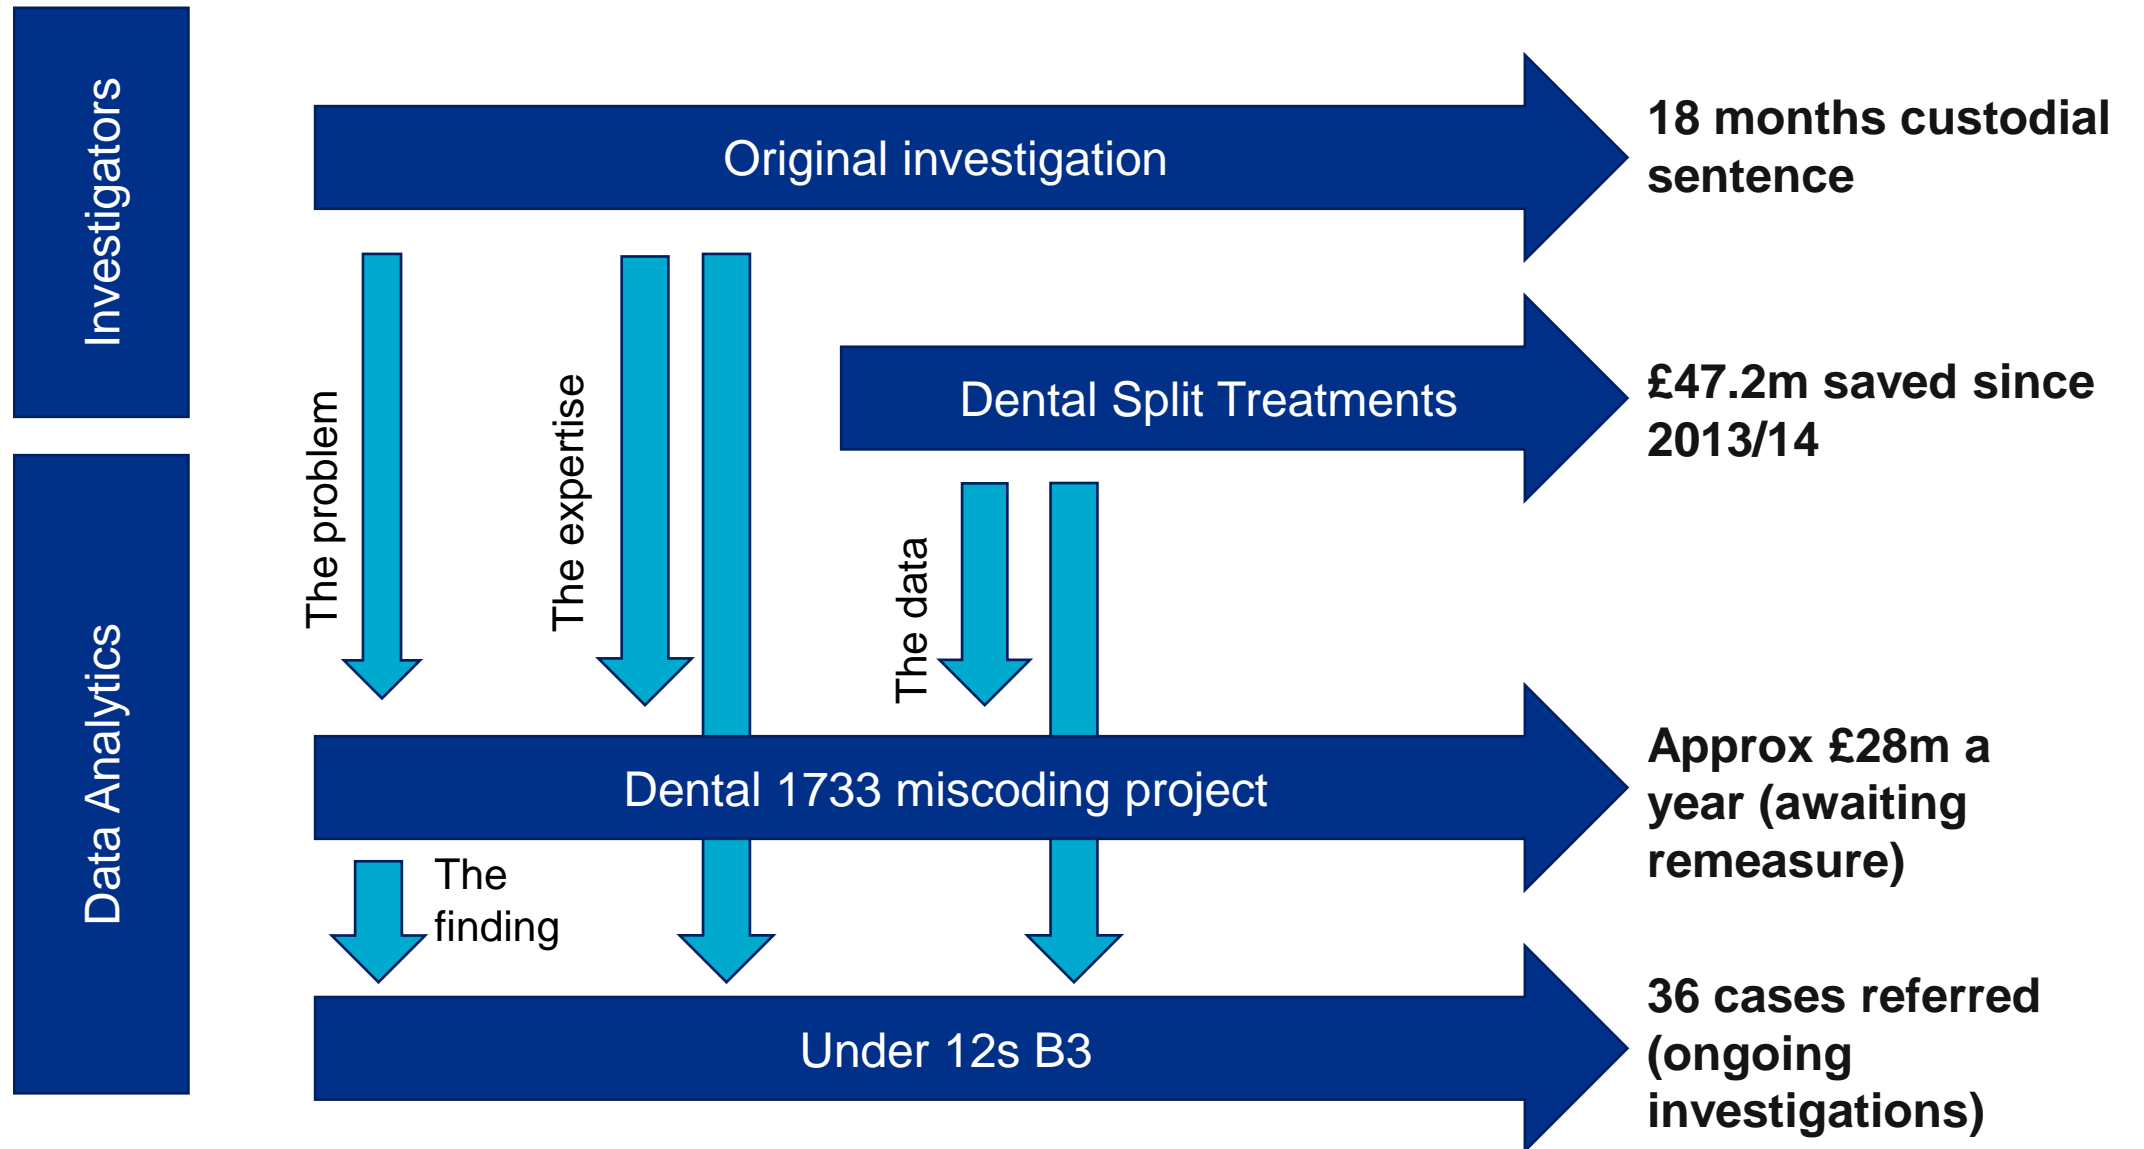 Investigators
Original investigation
18 months custodial
sentence
The problem
The expertise
Dental Split Treatments
£47.2m saved since
2013/14
The data
Data Analytics
Dental 1733 miscoding project
Approx £28m a
year (awaiting
remeasure)
The
finding
Under 12s B3
36 cases referred
(ongoing
investigations)